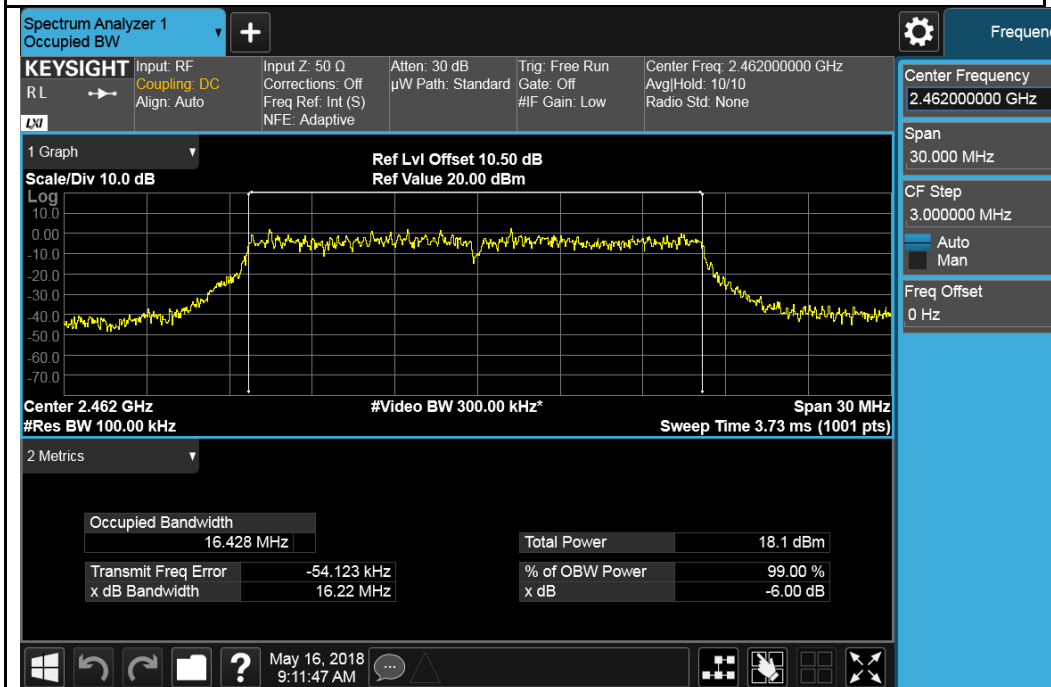 Spectrum Analyzer 1
Occupied BW
+
Frequen
KEYSIGHT
R L
LXI
Input: RF
Coupling: DC
Align: Auto
Input Z: 50 Ω
Corrections: Off
Freq Ref: Int (S)
NFE: Adaptive
Atten: 30 dB
µW Path: Standard
Trig: Free Run
Gate: Off
#IF Gain: Low
Center Freq: 2.462000000 GHz
Avg|Hold: 10/10
Radio Std: None
Center Frequency
2.462000000 GHz
Span
30.000 MHz
CF Step
3.000000 MHz
Auto
Man
Freq Offset
0 Hz
1 Graph
Scale/Div 10.0 dB
Ref Lvl Offset 10.50 dB
Ref Value 20.00 dBm
Log
10.0
0.00
-10.0
-20.0
-30.0
-40.0
-50.0
-60.0
-70.0
Center 2.462 GHz
#Video BW 300.00 kHz*
Span 30 MHz
#Res BW 100.00 kHz
Sweep Time 3.73 ms (1001 pts)
2 Metrics
Occupied Bandwidth
16.428 MHz
Total Power 18.1 dBm
Transmit Freq Error -54.123 kHz
% of OBW Power 99.00 %
x dB Bandwidth 16.22 MHz
x dB -6.00 dB
?
May 16, 2018
9:11:47 AM